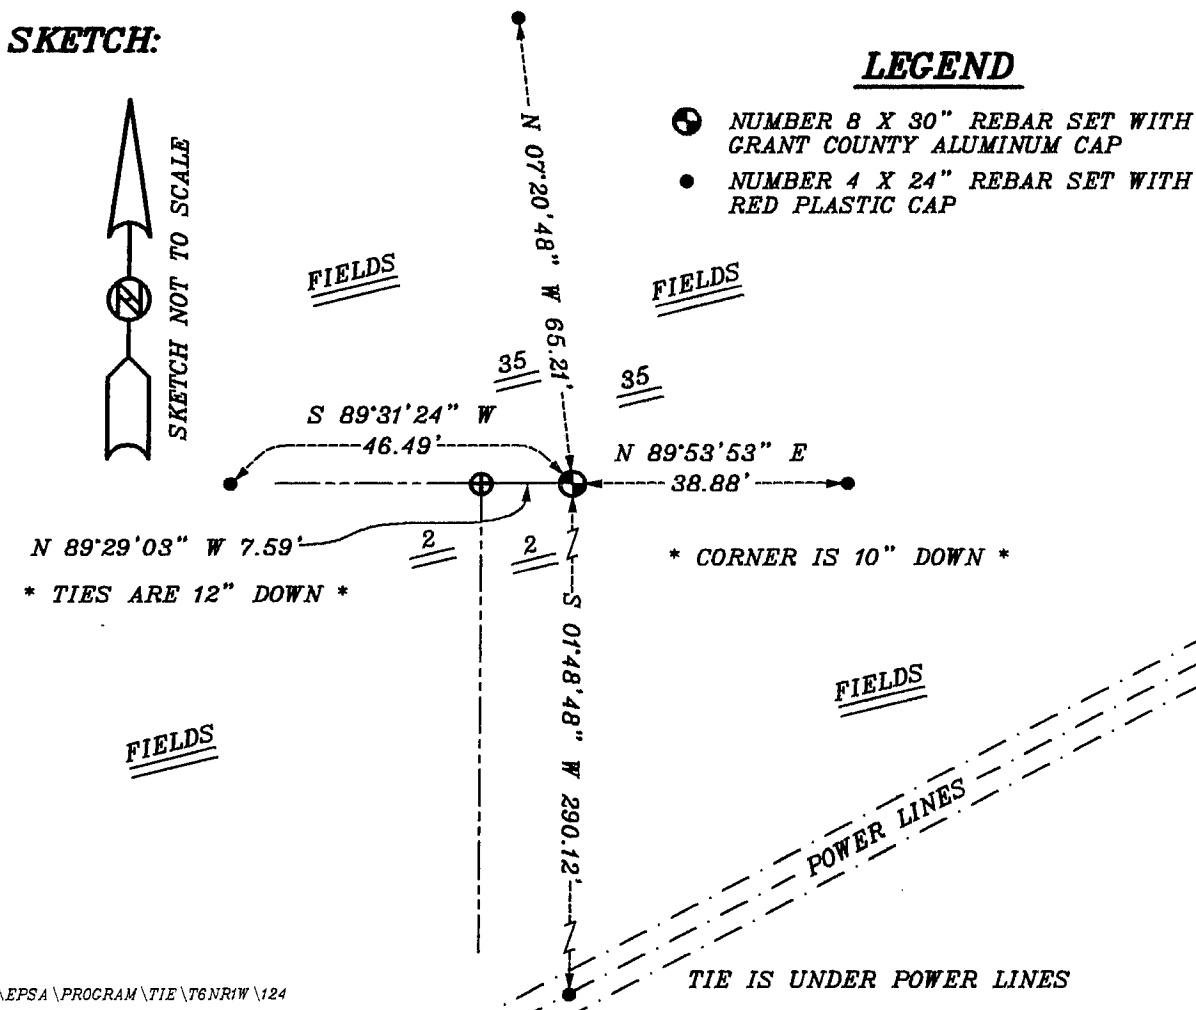 SKETCH:
LEGEND
NUMBER 8 X 30" REBAR SET WITH
GRANT COUNTY ALUMINUM CAP
NUMBER 4 X 24" REBAR SET WITH
RED PLASTIC CAP
N
SKETCH NOT TO SCALE
N 07°20'48" W 65.21'
FIELDS
FIELDS
35
35
S 89°31'24" W
46.49'
N 89°53'53" E
38.88'
N 89°29'03" W 7.59'
2
2
* TIES ARE 12" DOWN *
* CORNER IS 10" DOWN *
S 01°48'48" W 290.12'
FIELDS
FIELDS
POWER LINES
TIE IS UNDER POWER LINES
\EPSA\PROGRAM\TIE\T6NR1W\124